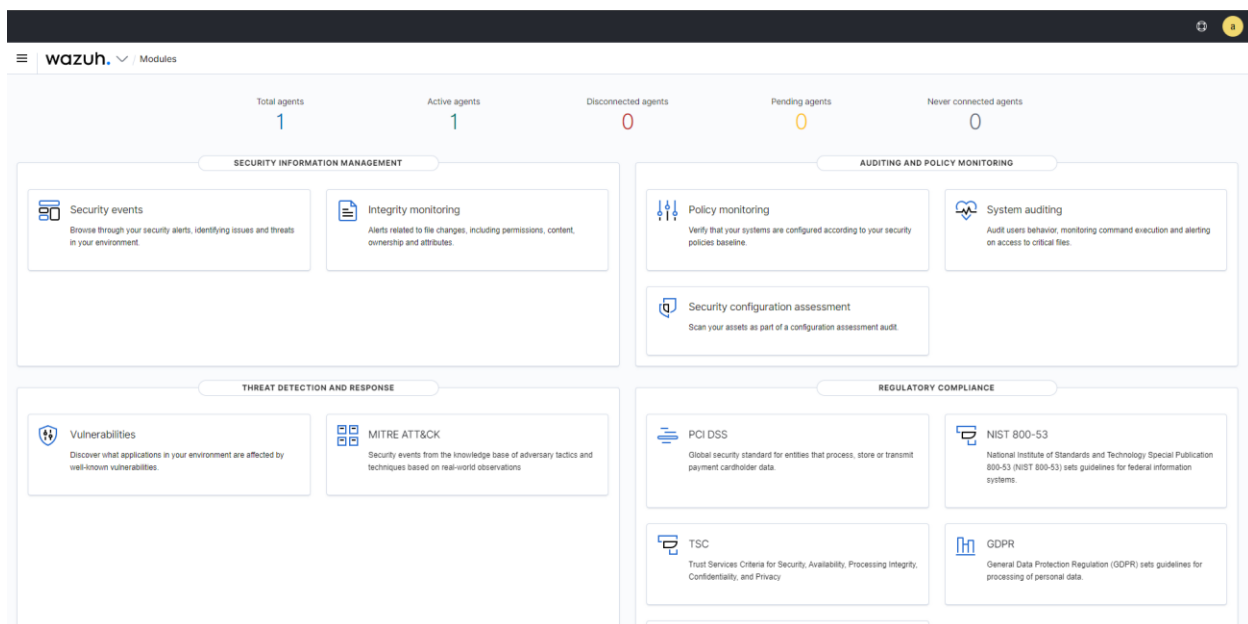 a
wazuh. / Modules
Total agents
1
Active agents
1
Disconnected agents
0
Pending agents
0
Never connected agents
0
SECURITY INFORMATION MANAGEMENT
Security events
Browse through your security alerts, identifying issues and threats
in your environment.
Integrity monitoring
Alerts related to file changes, including permissions, content,
ownership and attributes.
AUDITING AND POLICY MONITORING
Policy monitoring
Verify that your systems are configured according to your security
policies baseline.
System auditing
Audit users behavior, monitoring command execution and alerting
on access to critical files.
Security configuration assessment
Scan your assets as part of a configuration assessment audit.
THREAT DETECTION AND RESPONSE
Vulnerabilities
Discover what applications in your environment are affected by
well-known vulnerabilities.
MITRE ATT&CK
Security events from the knowledge base of adversary tactics and
techniques based on real-world observations
REGULATORY COMPLIANCE
PCI DSS
Global security standard for entities that process, store or transmit
payment cardholder data.
NIST 800-53
National Institute of Standards and Technology Special Publication
800-53 (NIST 800-53) sets guidelines for federal information
systems.
TSC
Trust Services Criteria for Security, Availability, Processing Integrity,
Confidentiality, and Privacy
GDPR
General Data Protection Regulation (GDPR) sets guidelines for
processing of personal data.